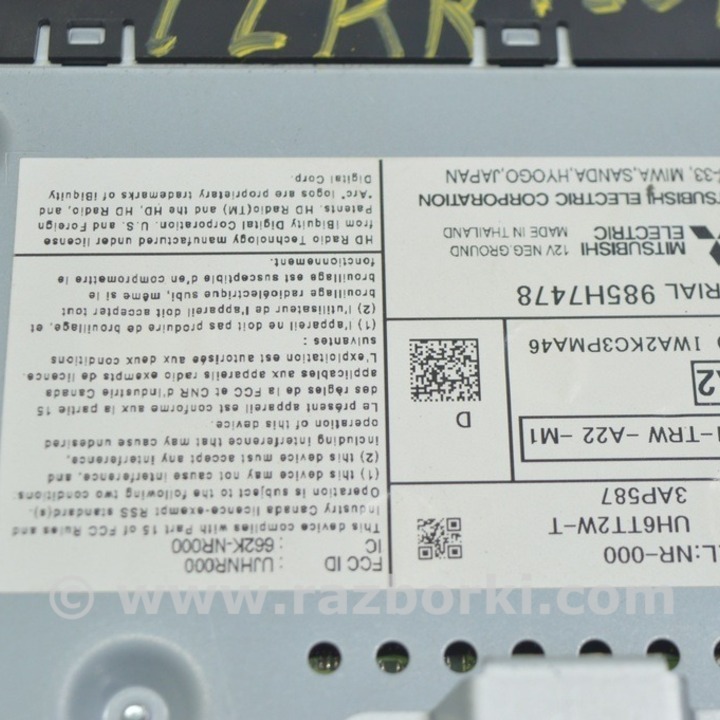 L:NR-000
UH6TT2W-T
3AP587
-TRW -A22 -M1
A2
1WA2KC3PMA46
D
RIAL 985H7478
MITSUBISHI
ELECTRIC
12V NEG.GROUND
MADE IN THAILAND
TSUBISHI ELECTRIC CORPORATION
-33, MIWA,SANDA,HYOGO,JAPAN
FCC ID : UJHNR000
IC : 662K-NR000
This device complies with Part 15 of FCC Rules and
Industry Canada licence-exempt RSS standard(s).
Operation is subject to the following two conditions:
(1) this device may not cause interference, and
(2) this device must accept any interference,
including interference that may cause undesired
operation of this device.
Le présent appareil est conforme aux la partie 15
des règles de la FCC et CNR d'Industrie Canada
applicables aux appareils radio exempts de licence.
L'exploitation est autorisée aux deux conditions
suivantes:
(1) l'appareil ne doit pas produire de brouillage, et
(2) l'utilisateur de l'appareil doit accepter tout
brouillage radioélectrique subi, même si le
brouillage est susceptible d'en compromettre le
fonctionnement.
HD Radio Technology manufactured under license
from iBiquity Digital Corporation. U.S. and Foreign
Patents. HD Radio(TM) and the HD, HD Radio, and
"Arc" logos are proprietary trademarks of iBiquity
Digital Corp.
© www.razborki.com